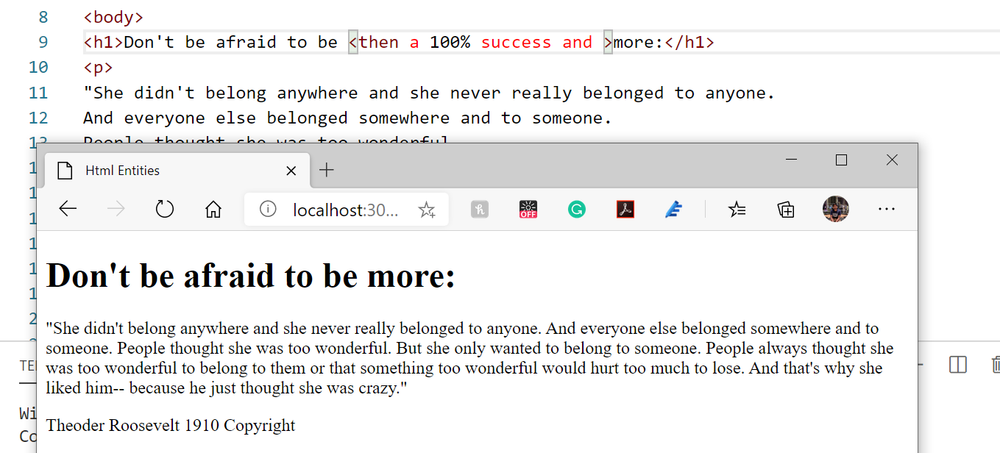 8 <body>
9 <h1>Don't be afraid to be <then a 100% success and >more:</h1>
10 <p>
11 "She didn't belong anywhere and she never really belonged to anyone.
12 And everyone else belonged somewhere and to someone.
13 People thought she was too wonderful.
Html Entities
localhost:30...
OFF
Don't be afraid to be more:
"She didn't belong anywhere and she never really belonged to anyone. And everyone else belonged somewhere and to
someone. People thought she was too wonderful. But she only wanted to belong to someone. People always thought she
was too wonderful to belong to them or that something too wonderful would hurt too much to lose. And that's why she
liked him-- because he just thought she was crazy."
Theoder Roosevelt 1910 Copyright